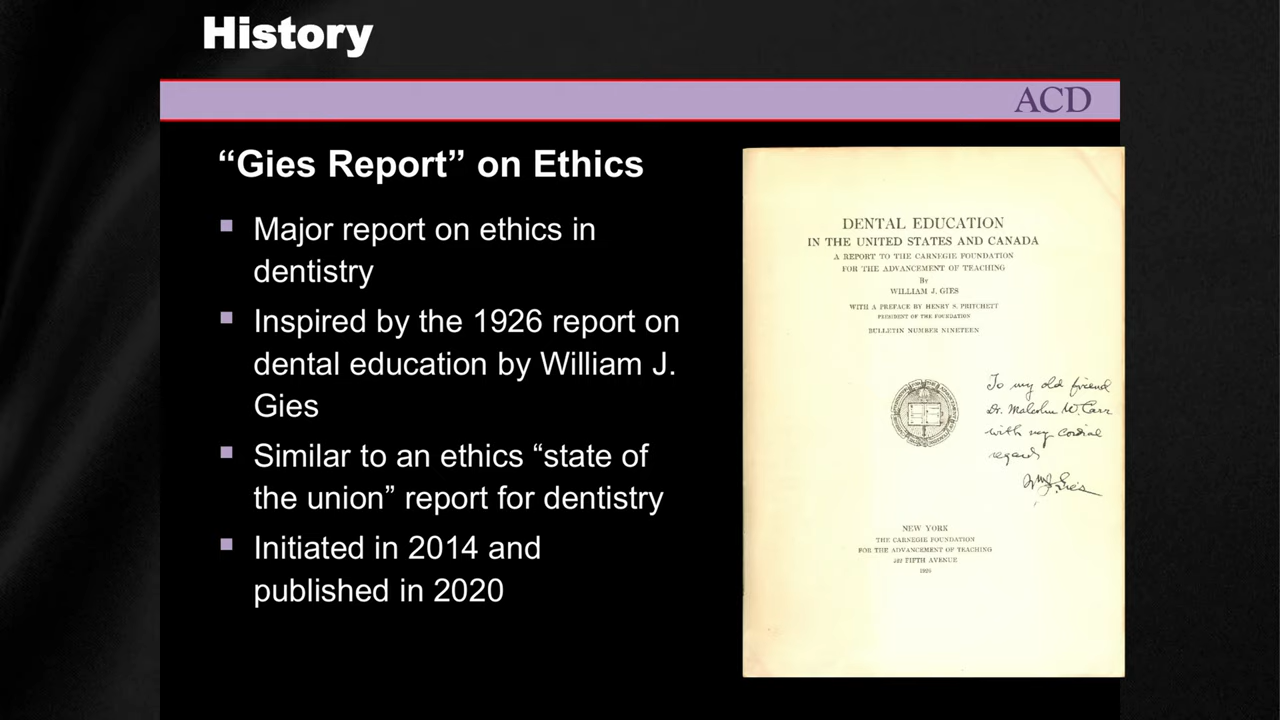 History
ACD
“Gies Report” on Ethics
Major report on ethics in
dentistry
Inspired by the 1926 report on
dental education by William J.
Gies
Similar to an ethics “state of
the union” report for dentistry
Initiated in 2014 and
published in 2020
DENTAL EDUCATION
IN THE UNITED STATES AND CANADA
A REPORT TO THE CARNEGIE FOUNDATION
FOR THE ADVANCEMENT OF TEACHING
BY
WILLIAM J. GIES
WITH A PREFACE BY HENRY S. PRITCHETT
PRESIDENT OF THE FOUNDATION
BULLETIN NUMBER NINETEEN
To my old friend
Dr. Malcolm W. Carr
with my cordial
regards
Wm J. Gies
NEW YORK
THE CARNEGIE FOUNDATION
FOR THE ADVANCEMENT OF TEACHING
522 FIFTH AVENUE
1926